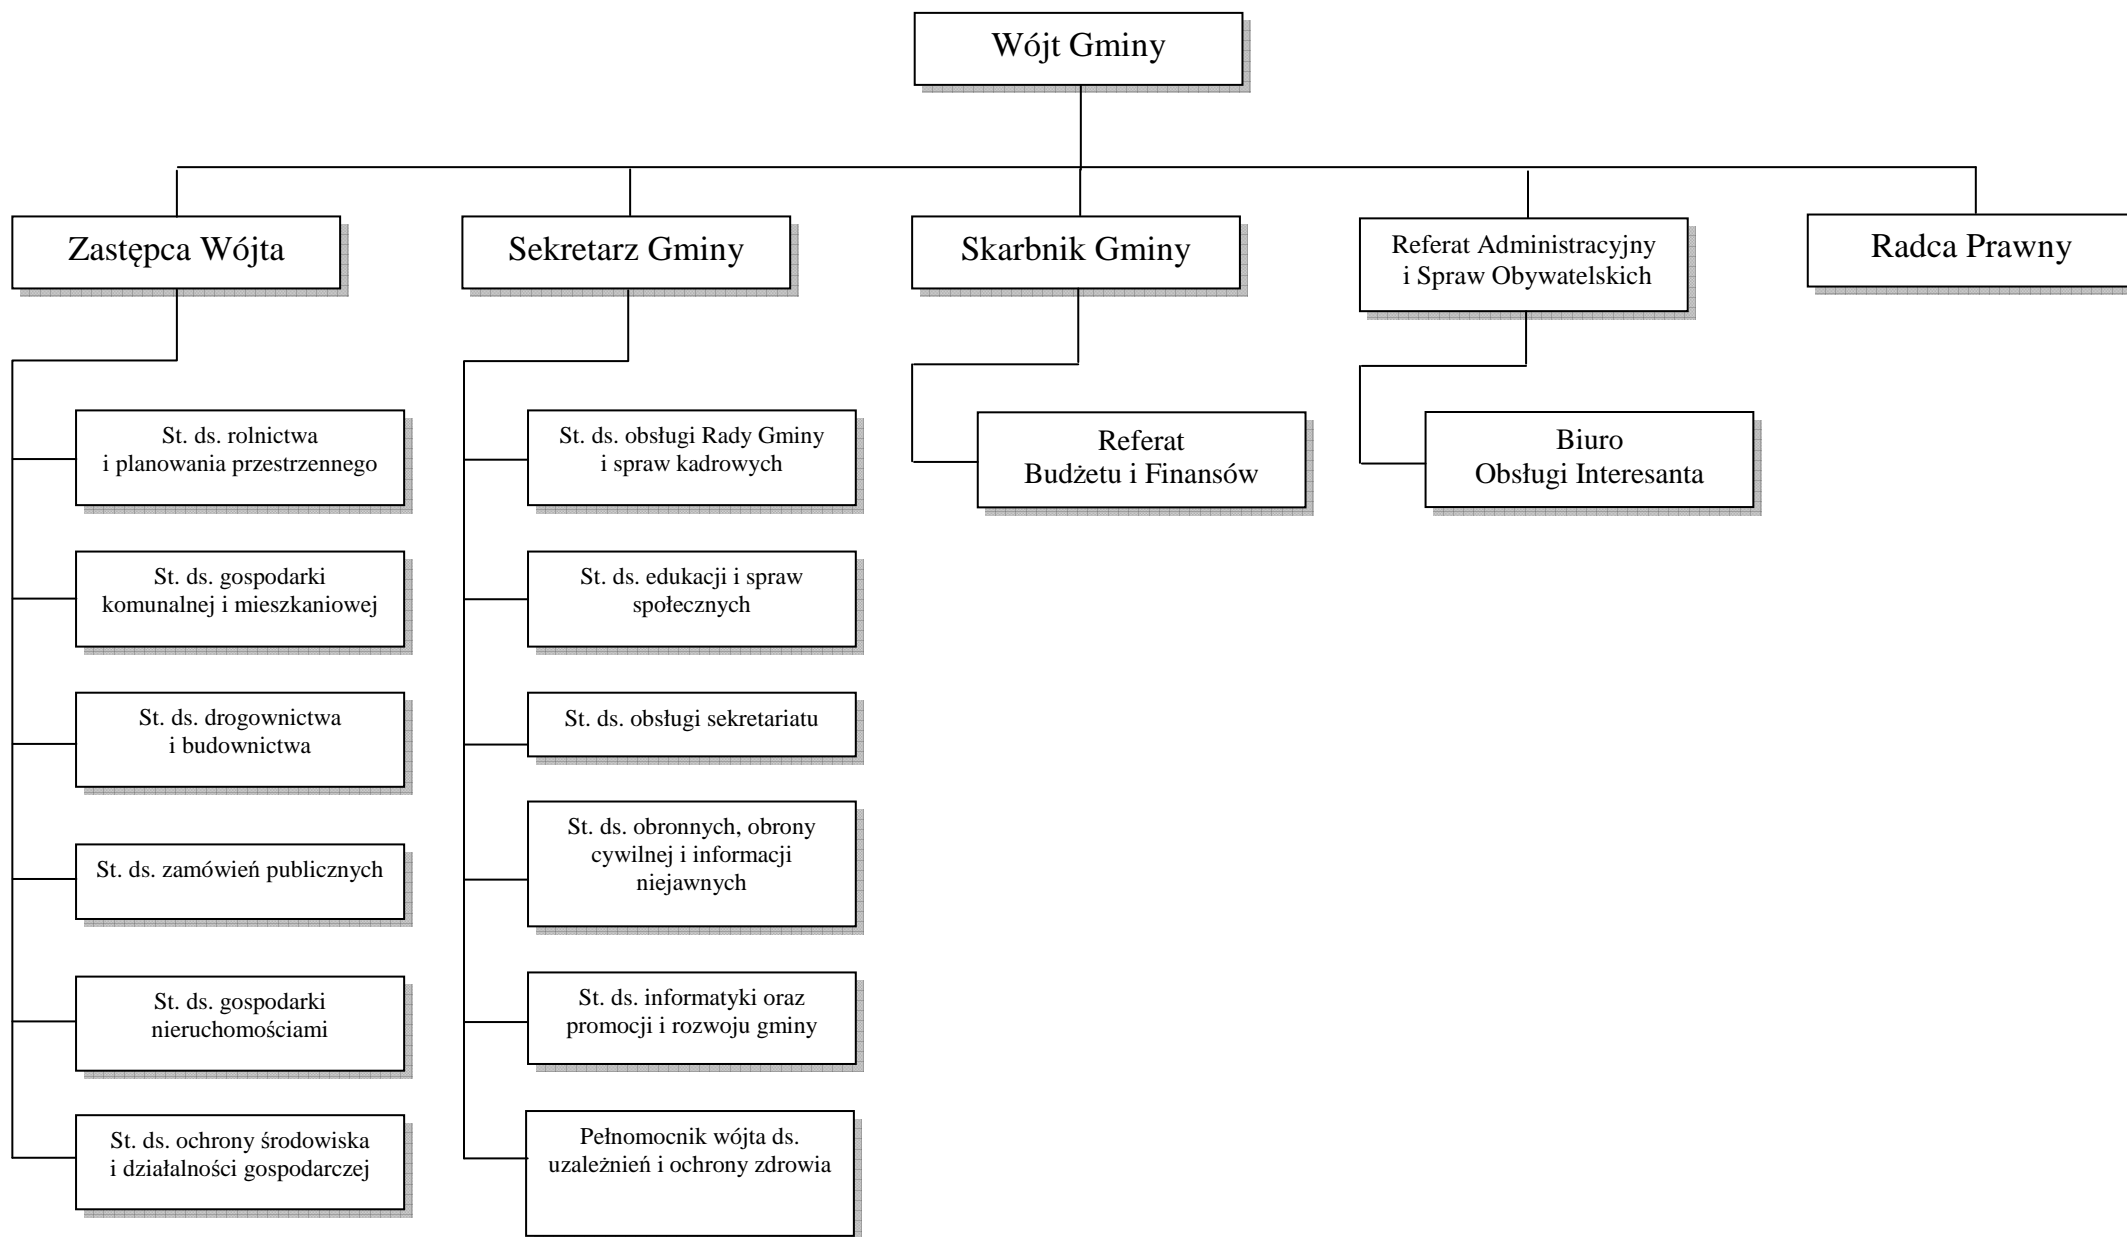 Wójt Gminy
Zastępca Wójta
Sekretarz Gminy
Skarbnik Gminy
Referat Administracyjny
i Spraw Obywatelskich
Radca Prawny
St. ds. rolnictwa
i planowania przestrzennego
St. ds. gospodarki
komunalnej i mieszkaniowej
St. ds. drogownictwa
i budownictwa
St. ds. zamówień publicznych
St. ds. gospodarki
nieruchomościami
St. ds. ochrony środowiska
i działalności gospodarczej
St. ds. obsługi Rady Gminy
i spraw kadrowych
St. ds. edukacji i spraw
społecznych
St. ds. obsługi sekretariatu
St. ds. obronnych, obrony
cywilnej i informacji
niejawnych
St. ds. informatyki oraz
promocji i rozwoju gminy
Pełnomocnik wójta ds.
uzależnień i ochrony zdrowia
Referat
Budżetu i Finansów
Biuro
Obsługi Interesanta